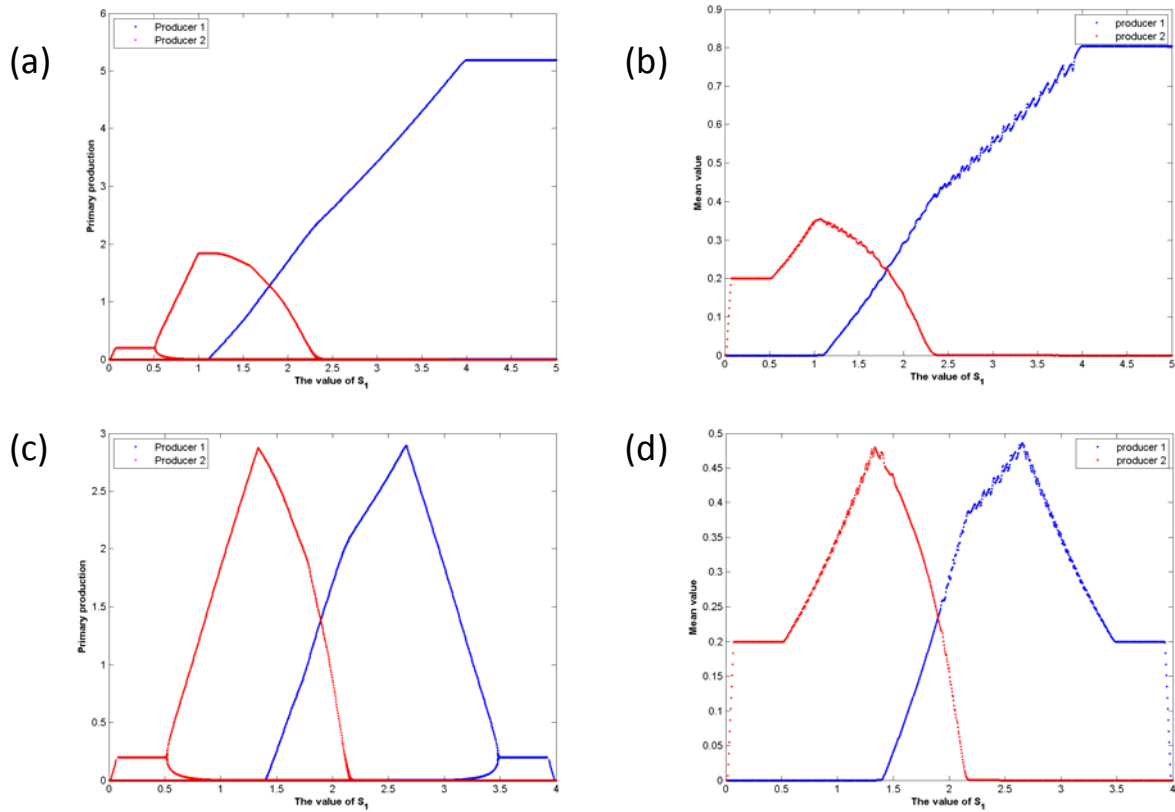 (a)
6
5
4
3
2
1
0
Primary production
Producer 1
Producer 2
0 0.5 1 1.5 2 2.5 3 3.5 4 4.5 5
The value of S1
(b)
0.9
0.8
0.7
0.6
0.5
0.4
0.3
0.2
0.1
0
Mean value
producer 1
producer 2
0 0.5 1 1.5 2 2.5 3 3.5 4 4.5 5
The value of S1
(c)
3
2.5
2
1.5
1
0.5
0
Primary production
Producer 1
Producer 2
0 0.5 1 1.5 2 2.5 3 3.5 4
The value of S1
(d)
0.5
0.45
0.4
0.35
0.3
0.25
0.2
0.15
0.1
0.05
0
Mean value
producer 1
producer 2
0 0.5 1 1.5 2 2.5 3 3.5
The value of S1